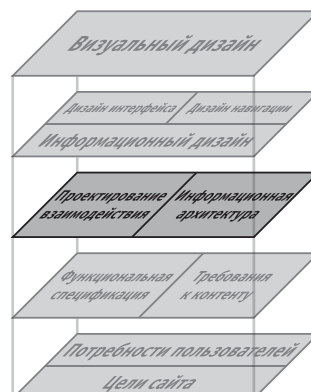 Визуальный дизайн
Дизайн интерфейса
Дизайн навигации
Информационный дизайн
Проектирование
взаимодействия
Информационная
архитектура
Функциональная
спецификация
Требования
к контенту
Потребности пользователей
Цели сайта